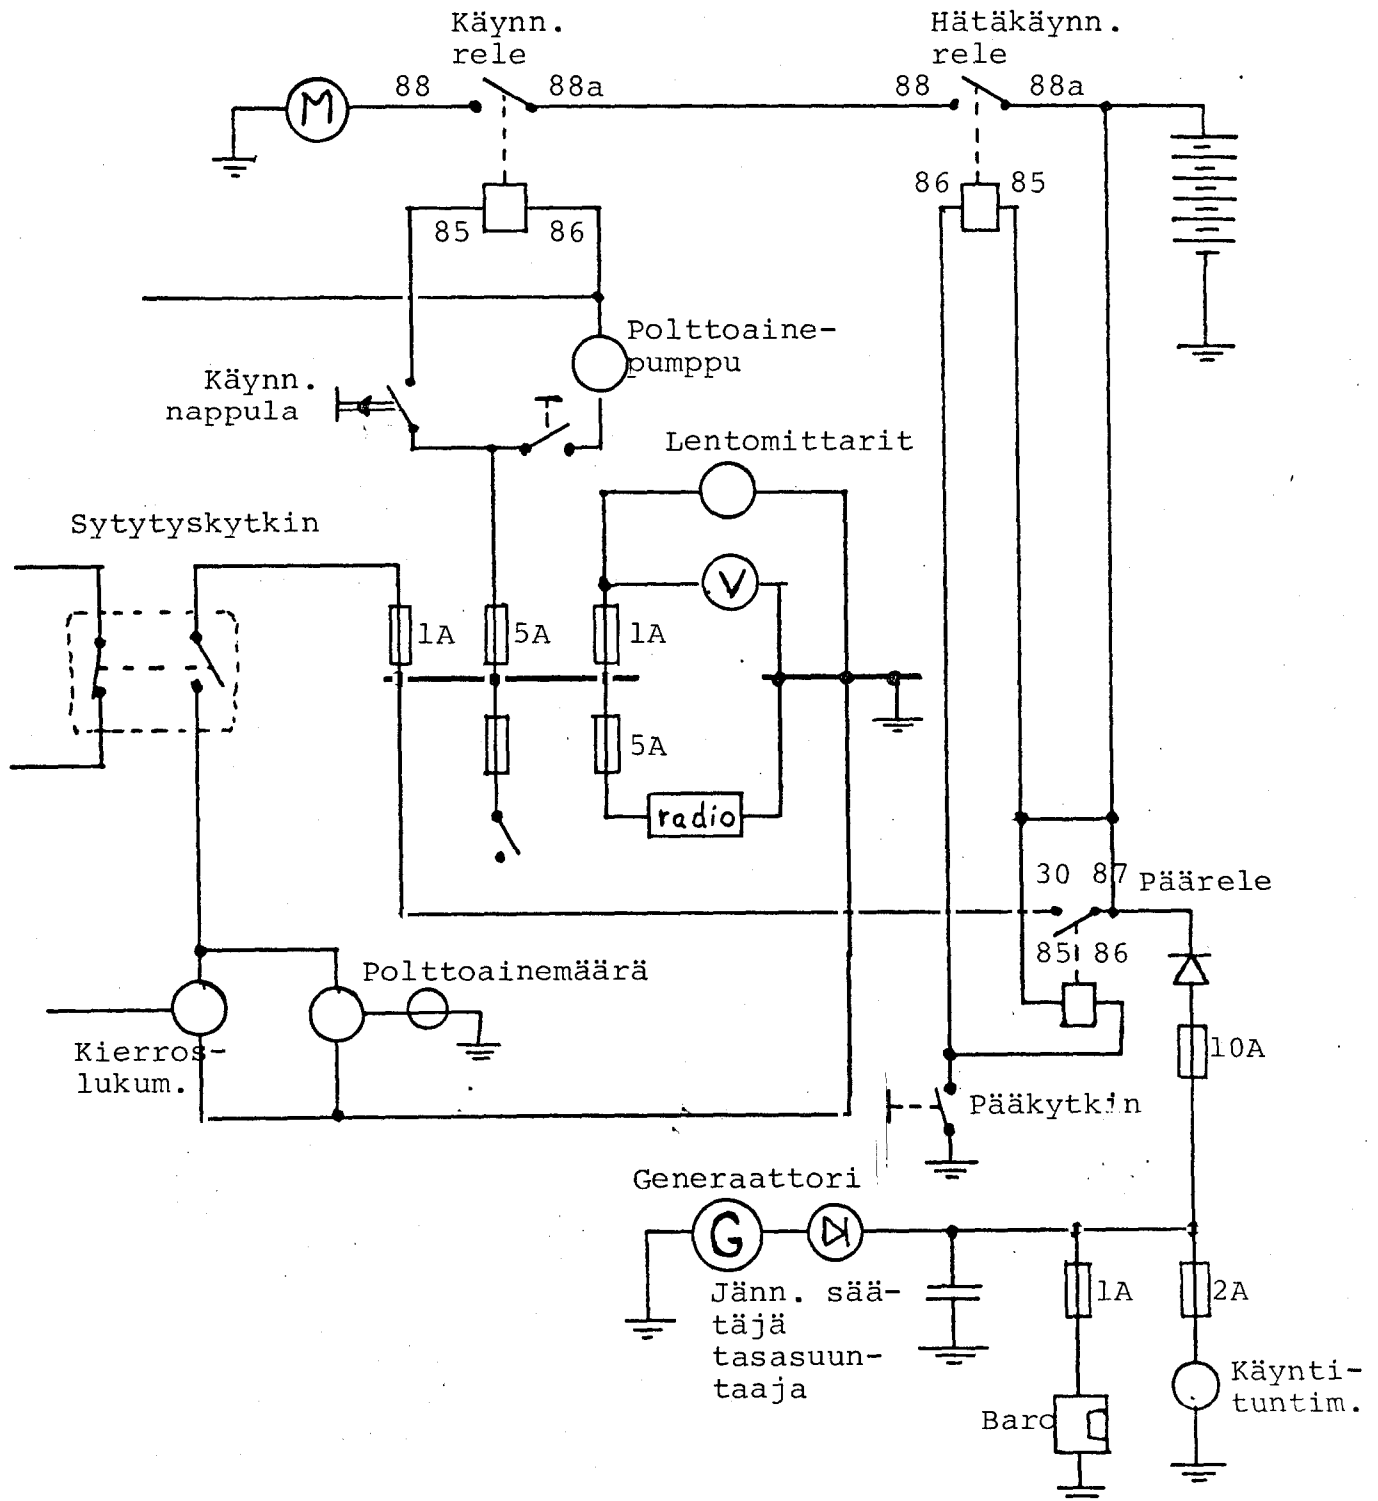 Käynn.
rele
Hätäkäynn.
rele
88
88a
88
88a
M
86
85
85
86
Polttoaine-
pumppu
Käynn.
nappula
Lentomittarit
Sytytyskytkin
V
1A
5A
1A
5A
radio
30
87
Päärele
85
86
Polttoainemäärä
10A
Kierros-
lukum.
Pääkytkin
Generaattori
G
Jänn. sää-
täjä
tasasuun-
taaja
1A
2A
Käynti-
tuntim.
Baro